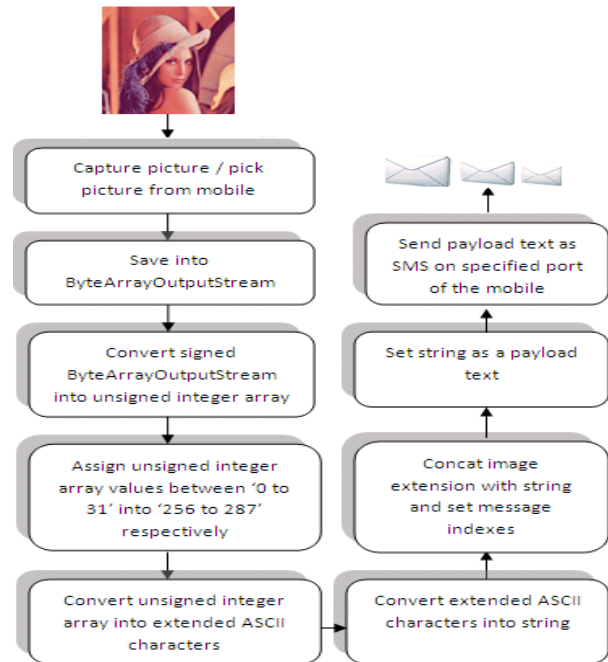 Capture picture / pick
picture from mobile
Save into
ByteArrayOutputStream
Convert signed
ByteArrayOutputStream
into unsigned integer array
Assign unsigned integer
array values between ‘0 to
31’ into ‘256 to 287’
respectively
Convert unsigned integer
array into extended ASCII
characters
Convert extended ASCII
characters into string
Concat image
extension with string
and set message
indexes
Set string as a payload
text
Send payload text as
SMS on specified port
of the mobile